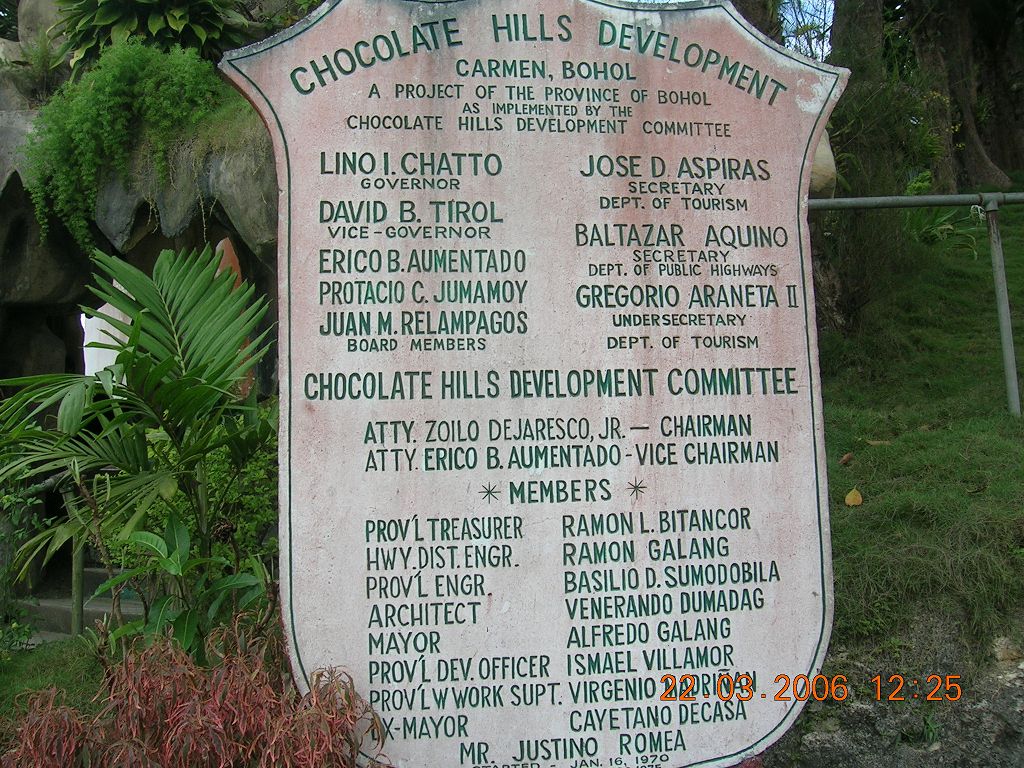 CHOCOLATE HILLS DEVELOPMENT
CARMEN, BOHOL
A PROJECT OF THE PROVINCE OF BOHOL
AS IMPLEMENTED BY THE
CHOCOLATE HILLS DEVELOPMENT COMMITTEE
LINO I. CHATTO
GOVERNOR
DAVID B. TIROL
VICE-GOVERNOR
ERICO B. AUMENTADO
PROTACIO C. JUMAMOY
JUAN M. RELAMPAGOS
BOARD MEMBERS
JOSE D. ASPIRAS
SECRETARY
DEPT. OF TOURISM
BALTAZAR AQUINO
SECRETARY
DEPT. OF PUBLIC HIGHWAYS
GREGORIO ARANETA II
UNDERSECRETARY
DEPT. OF TOURISM
CHOCOLATE HILLS DEVELOPMENT COMMITTEE
ATTY. ZOILO DEJARESCO, JR. — CHAIRMAN
ATTY. ERICO B. AUMENTADO - VICE CHAIRMAN
* MEMBERS *
PROV'L TREASURER RAMON L. BITANCOR
HWY. DIST. ENGR. RAMON GALANG
PROV'L ENGR. BASILIO D. SUMODOBILA
ARCHITECT VENERANDO DUMADAG
MAYOR ALFREDO GALANG
PROV'L DEV. OFFICER ISMAEL VILLAMOR
PROV'L W WORK SUPT. VIRGENIO
EX-MAYOR CAYETANO DECASA
MR. JUSTINO ROMEA
STARTED - JAN. 16, 1970
22.03.2006 12:25